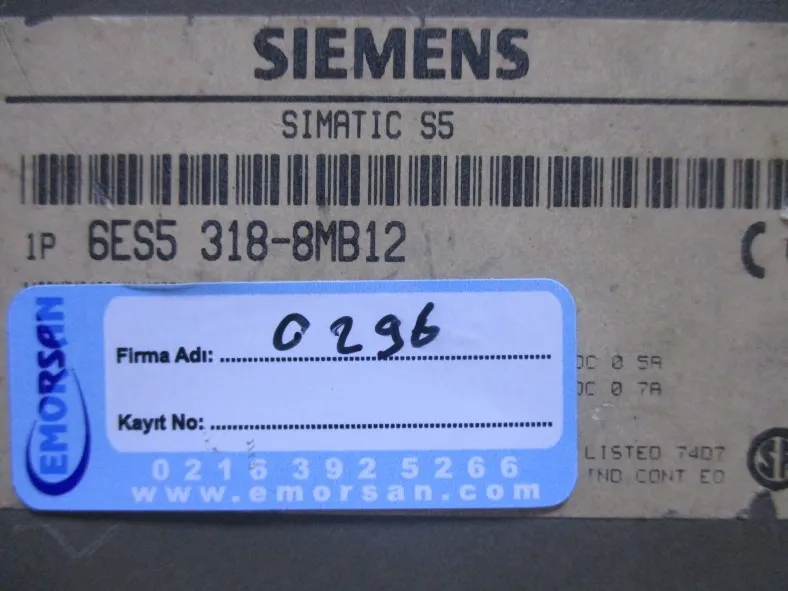 SIEMENS
SIMATIC S5
1P 6ES5 318-8MB12
EMORSAN
0296
Firma Adı:
Kayıt No:
0216 392 5266
www.emorsan.com
DC 0 5A
DC 0 7A
LISTED 74D7
IND CONT EQ